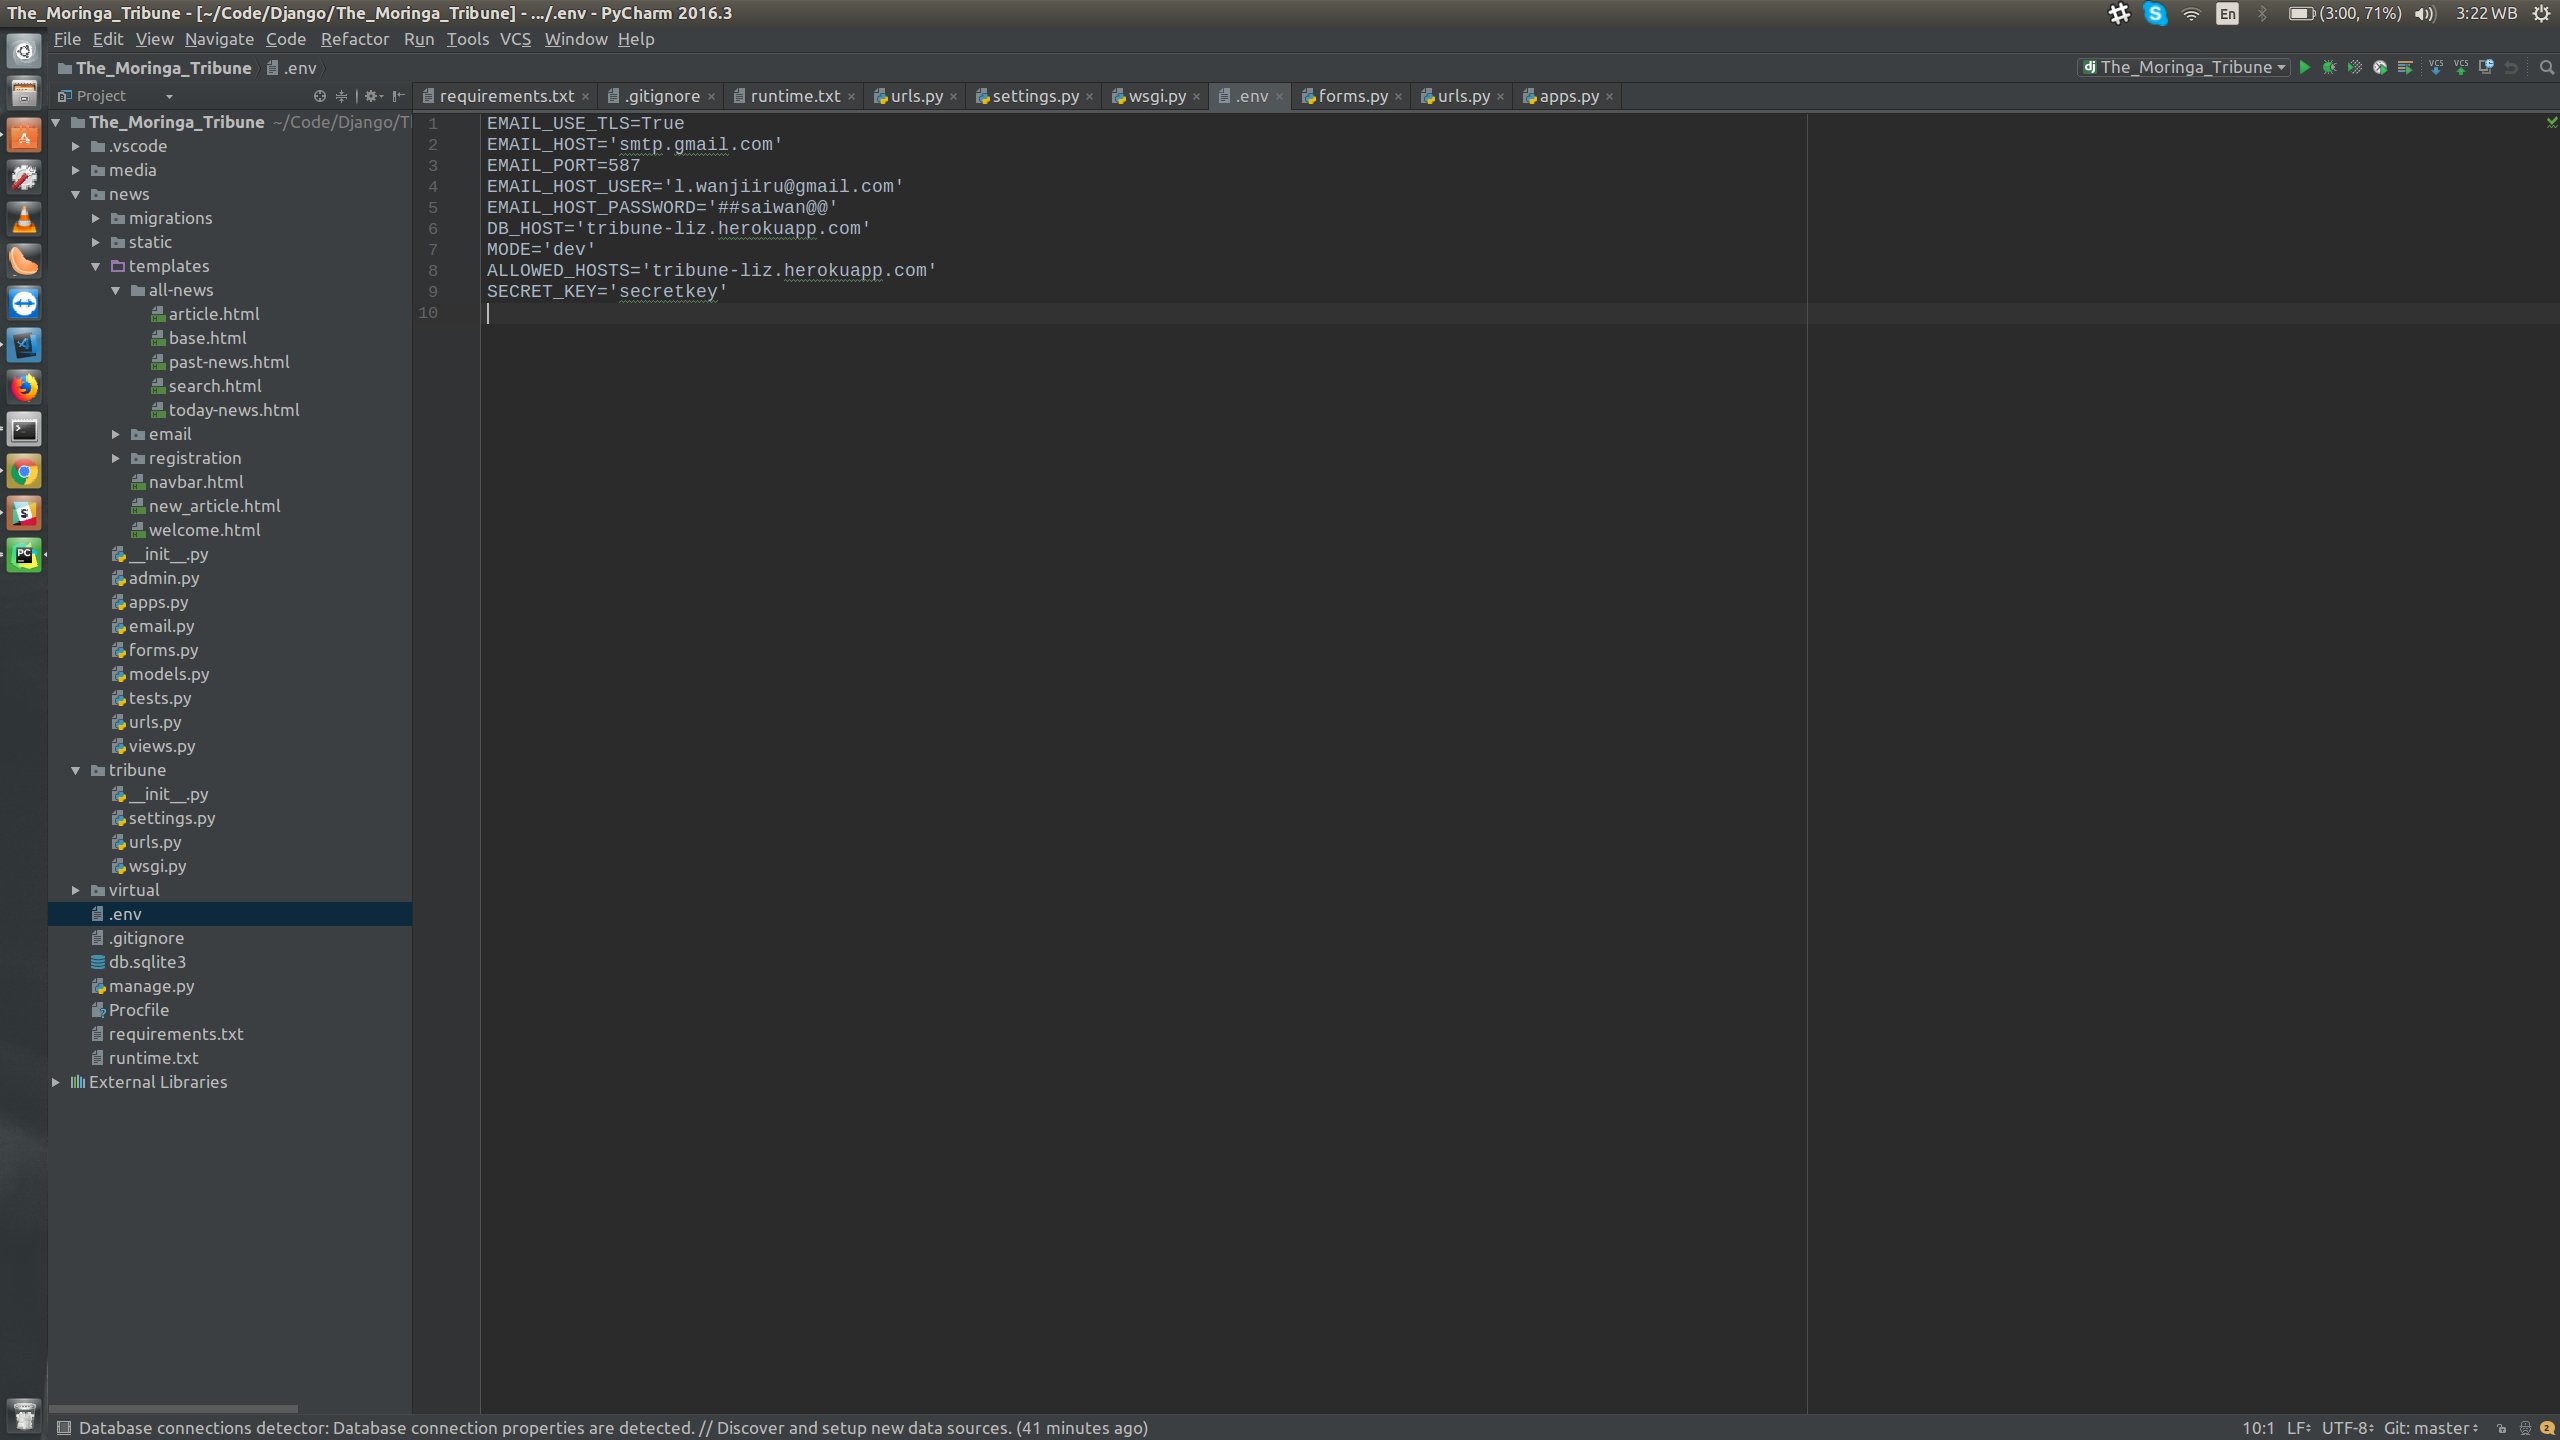 The_Moringa_Tribune - [~/Code/Django/The_Moringa_Tribune] - .../.env - PyCharm 2016.3
En (3:00, 71%) 3:22 WB
File Edit View Navigate Code Refactor Run Tools VCS Window Help
The_Moringa_Tribune .env
The_Moringa_Tribune
Project
requirements.txt .gitignore runtime.txt urls.py settings.py wsgi.py .env forms.py urls.py apps.py
The_Moringa_Tribune ~/Code/Django/T
.vscode
media
news
migrations
static
templates
all-news
article.html
base.html
past-news.html
search.html
today-news.html
email
registration
navbar.html
new_article.html
welcome.html
__init__.py
admin.py
apps.py
email.py
forms.py
models.py
tests.py
urls.py
views.py
tribune
__init__.py
settings.py
urls.py
wsgi.py
virtual
.env
.gitignore
db.sqlite3
manage.py
Procfile
requirements.txt
runtime.txt
External Libraries
1 EMAIL_USE_TLS=True
2 EMAIL_HOST='smtp.gmail.com'
3 EMAIL_PORT=587
4 EMAIL_HOST_USER='l.wanjiiru@gmail.com'
5 EMAIL_HOST_PASSWORD='##saiwan@@'
6 DB_HOST='tribune-liz.herokuapp.com'
7 MODE='dev'
8 ALLOWED_HOSTS='tribune-liz.herokuapp.com'
9 SECRET_KEY='secretkey'
10
Database connections detector: Database connection properties are detected. // Discover and setup new data sources. (41 minutes ago)
10:1 LF UTF-8 Git: master 2